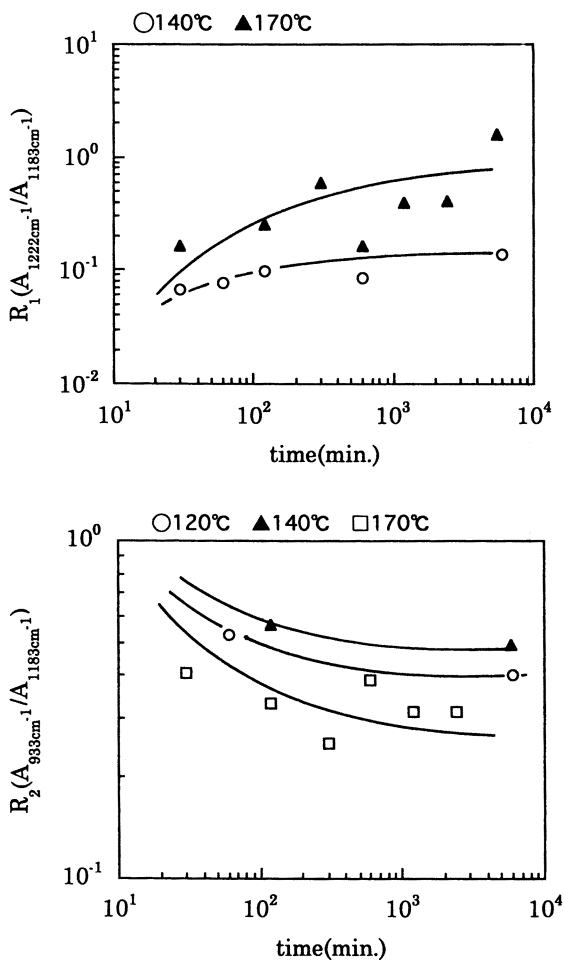 ○140℃ ▲170℃
10¹
10⁰
10⁻¹
10⁻²
R₁(A₁₂₂₂cm⁻¹/A₁₁₈₃cm⁻¹)
10¹ 10² 10³ 10⁴
time(min.)
○120℃ ▲140℃ □170℃
10⁰
10⁻¹
R₂(A₉₃₃cm⁻¹/A₁₁₈₃cm⁻¹)
10¹ 10² 10³ 10⁴
time(min.)